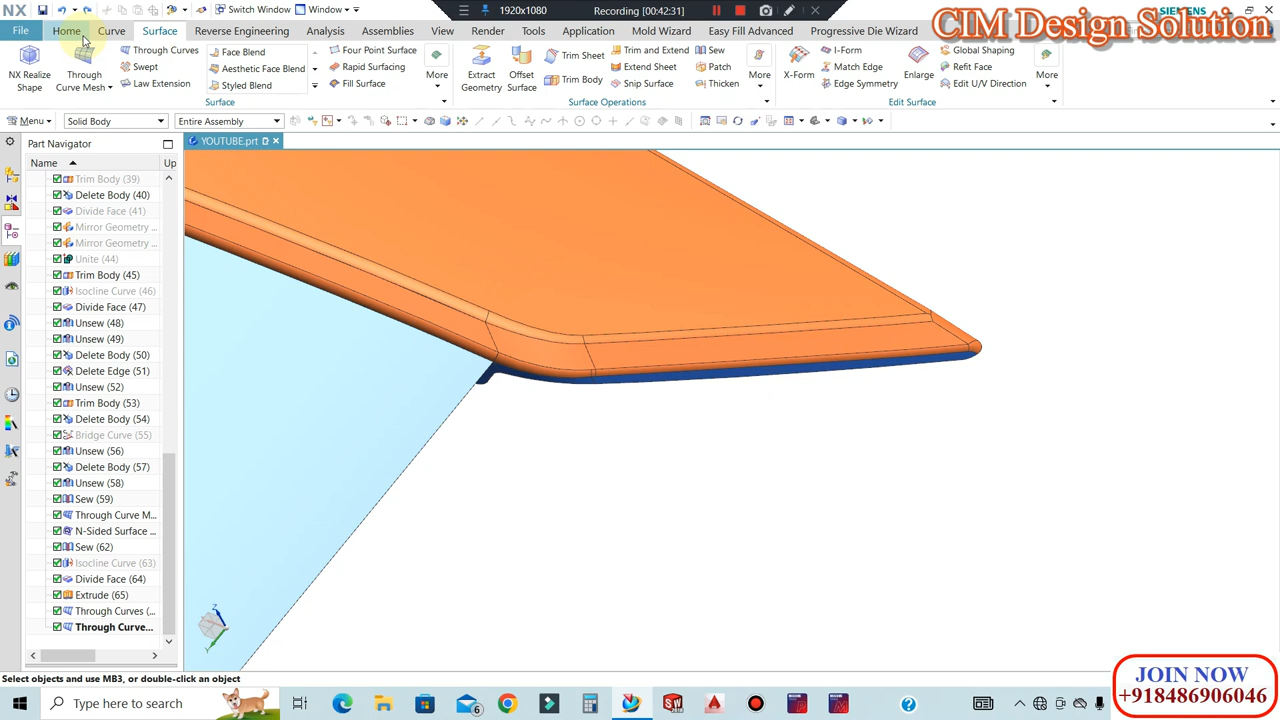 NX
Switch Window
Window
1920x1080
Recording (00:42:31)
SIEMENS
CIM Design Solution
File
Home
Curve
Surface
Reverse Engineering
Analysis
Assemblies
View
Render
Tools
Application
Mold Wizard
Easy Fill Advanced
Progressive Die Wizard
NX Realize Shape
Through Curve Mesh
Through Curves
Swept
Law Extension
Face Blend
Aesthetic Face Blend
Styled Blend
Four Point Surface
Rapid Surfacing
Fill Surface
More
Surface
Extract Geometry
Offset Surface
Trim Sheet
Trim Body
Trim and Extend
Extend Sheet
Snip Surface
Sew
Patch
Thicken
More
Surface Operations
X-Form
I-Form
Match Edge
Edge Symmetry
Enlarge
Global Shaping
Refit Face
Edit U/V Direction
More
Edit Surface
Menu
Solid Body
Entire Assembly
Part Navigator
YOUTUBE.prt
Name
Up
Trim Body (39)
Delete Body (40)
Divide Face (41)
Mirror Geometry ...
Mirror Geometry ...
Unite (44)
Trim Body (45)
Isocline Curve (46)
Divide Face (47)
Unsew (48)
Unsew (49)
Delete Body (50)
Delete Edge (51)
Unsew (52)
Trim Body (53)
Delete Body (54)
Bridge Curve (55)
Unsew (56)
Delete Body (57)
Unsew (58)
Sew (59)
Through Curve M...
N-Sided Surface ...
Sew (62)
Isocline Curve (63)
Divide Face (64)
Extrude (65)
Through Curves (...
Through Curve...
Z
Y
Select objects and use MB3, or double-click an object
JOIN NOW
+918486906046
Type here to search
6